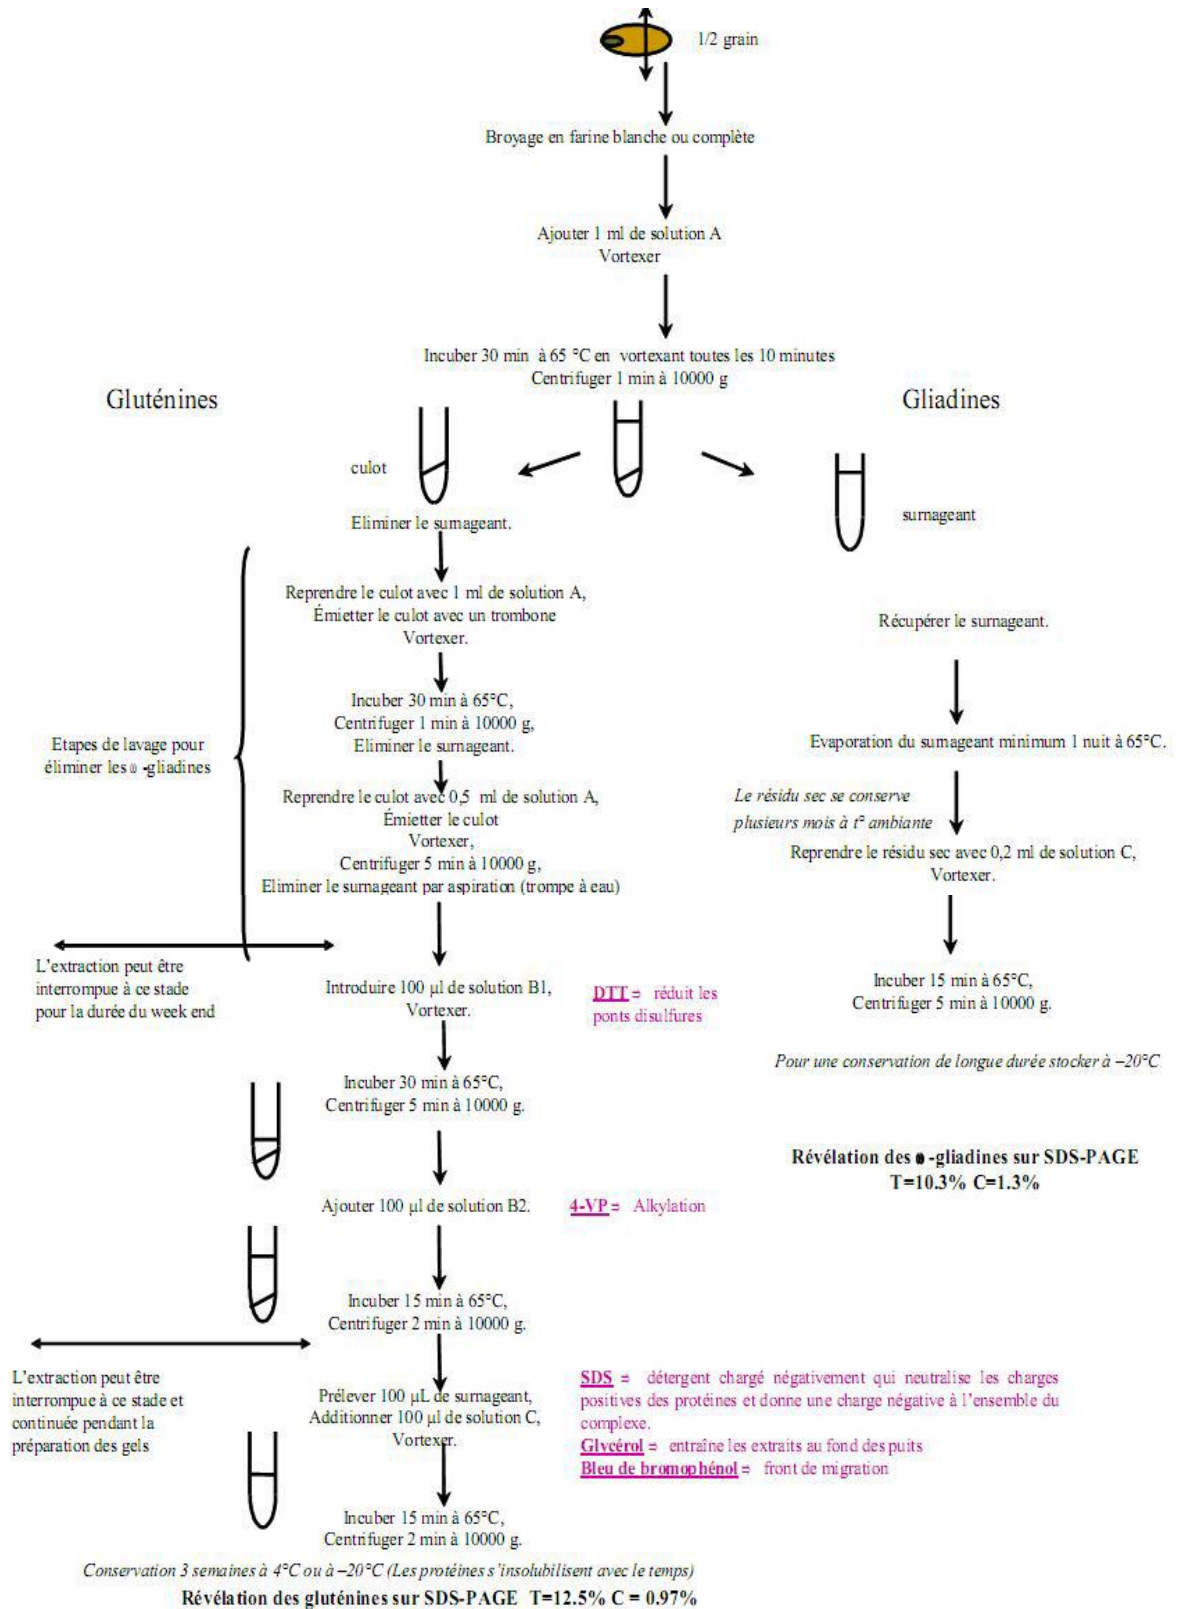 1/2 grain
Broyage en farine blanche ou complète
Ajouter 1 ml de solution A
Vortexer
Incuber 30 min à 65 °C en vortexant toutes les 10 minutes
Centrifuger 1 min à 10000 g
Gluténines
Gliadines
culot
surnageant
Eliminer le surnageant.
Reprendre le culot avec 1 ml de solution A,
Émietter le culot avec un trombone
Vortexer.
Incuber 30 min à 65°C,
Centrifuger 1 min à 10000 g,
Eliminer le surnageant.
Etapes de lavage pour
éliminer les ω -gliadines
Reprendre le culot avec 0,5 ml de solution A,
Émietter le culot
Vortexer,
Centrifuger 5 min à 10000 g,
Eliminer le surnageant par aspiration (trompe à eau)
Récupérer le surnageant.
Evaporation du surnageant minimum 1 nuit à 65°C.
Le résidu sec se conserve
plusieurs mois à t° ambiante
Reprendre le résidu sec avec 0,2 ml de solution C,
Vortexer.
Incuber 15 min à 65°C,
Centrifuger 5 min à 10000 g.
Pour une conservation de longue durée stocker à –20°C
Révélation des ω -gliadines sur SDS-PAGE
T=10.3% C=1.3%
L'extraction peut être
interrompue à ce stade
pour la durée du week end
Introduire 100 µl de solution B1,
Vortexer.
DTT = réduit les
ponts disulfures
Incuber 30 min à 65°C,
Centrifuger 5 min à 10000 g.
Ajouter 100 µl de solution B2.
4-VP = Alkylation
Incuber 15 min à 65°C,
Centrifuger 2 min à 10000 g.
L'extraction peut être
interrompue à ce stade et
continuée pendant la
préparation des gels
Prélever 100 µL de surnageant,
Additionner 100 µl de solution C,
Vortexer.
SDS = détergent chargé négativement qui neutralise les charges
positives des protéines et donne une charge négative à l'ensemble du
complexe.
Glycérol = entraîne les extraits au fond des puits
Bleu de bromophénol = front de migration
Incuber 15 min à 65°C,
Centrifuger 2 min à 10000 g.
Conservation 3 semaines à 4°C ou à –20°C (Les protéines s'insolubilisent avec le temps)
Révélation des gluténines sur SDS-PAGE T=12.5% C = 0.97%